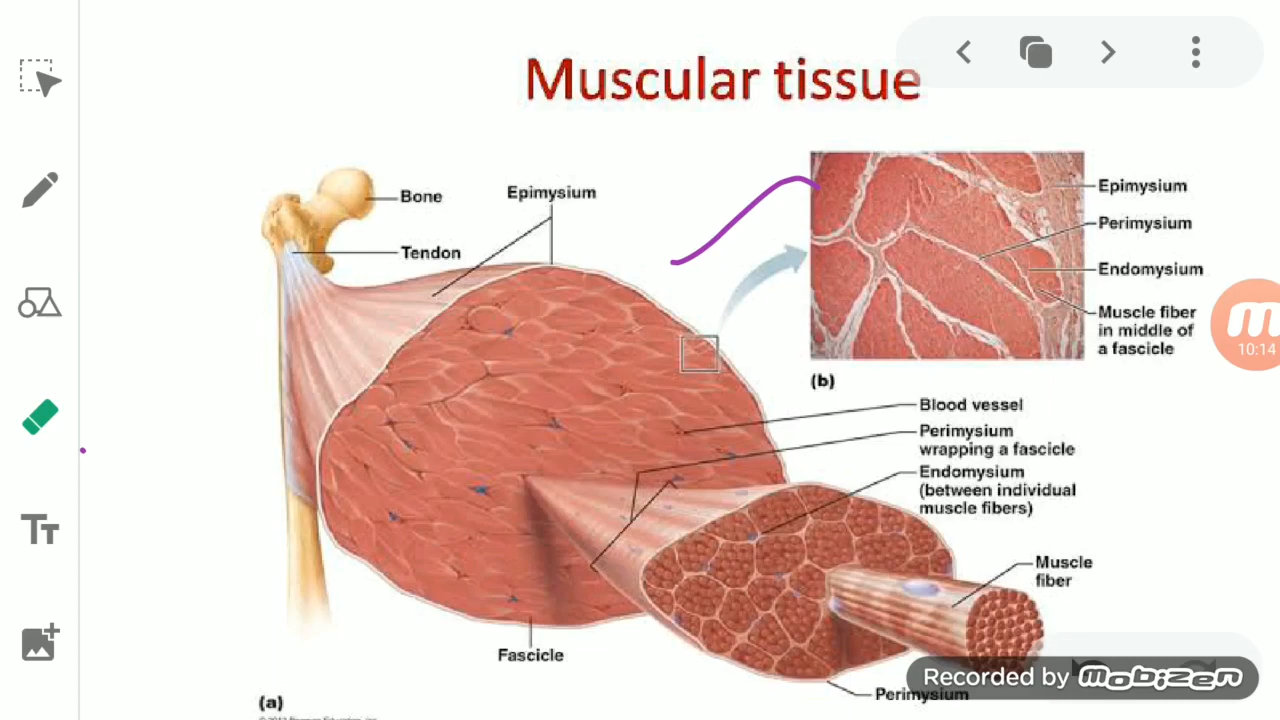 Muscular tissue
Bone
Epimysium
Tendon
Epimysium
Perimysium
Endomysium
Muscle fiber
in middle of
a fascicle
(b)
Blood vessel
Perimysium
wrapping a fascicle
Endomysium
(between individual
muscle fibers)
Muscle
fiber
Fascicle
Perimysium
(a)
TT
10:14
Recorded by mobizen